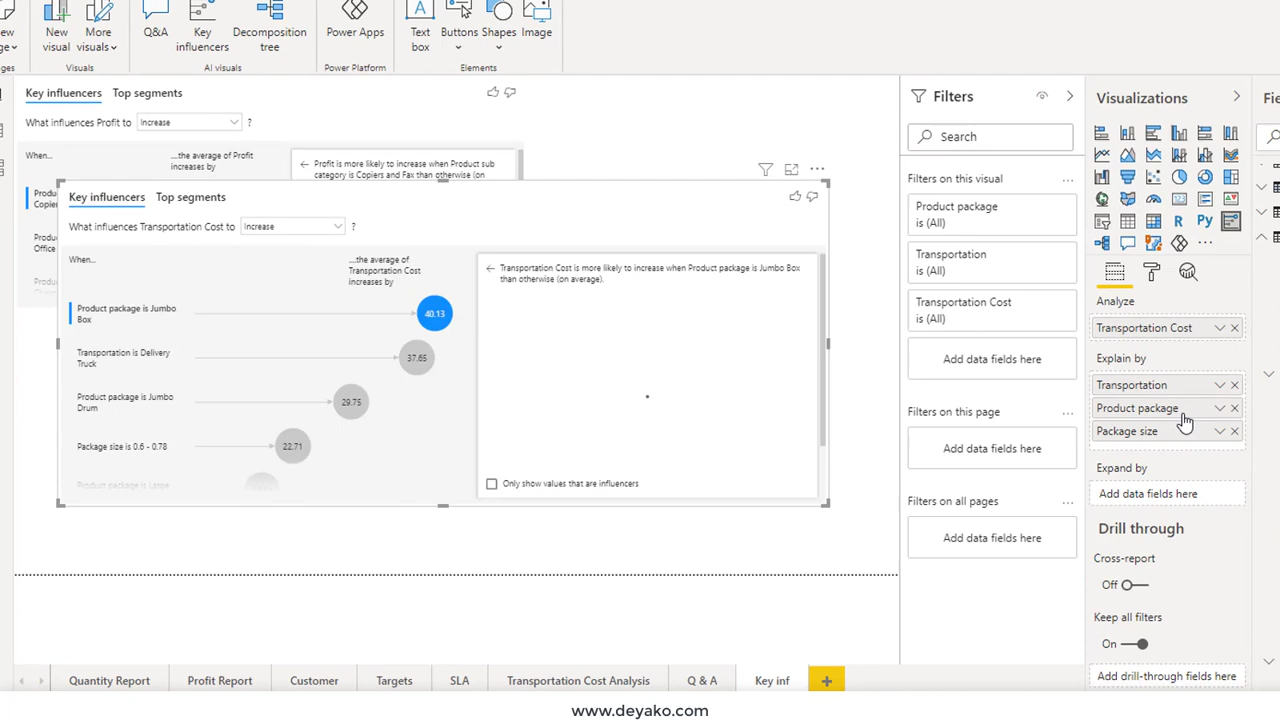 New
visual
More
visuals
Q&A
Key
influencers
Decomposition
tree
Power Apps
Text
box
Buttons
Shapes
Image
Visuals
AI visuals
Power Platform
Elements
Key influencers Top segments
What influences Profit to Increase ?
When...
....the average of Profit
increases by
Profit is more likely to increase when Product sub
category is Copiers and Fax than otherwise (on
Office
Key influencers Top segments
What influences Transportation Cost to Increase ?
When...
....the average of
Transportation Cost
increases by
Product package is Jumbo
Box
40.13
Transportation is Delivery
Truck
37.65
Product package is Jumbo
Drum
29.75
Package size is 0.6 - 0.78
22.71
Product package is Large
Transportation Cost is more likely to increase when Product package is Jumbo Box
than otherwise (on average).
Only show values that are influencers
Filters
Search
Filters on this visual ...
Product package
is (All)
Transportation
is (All)
Transportation Cost
is (All)
Add data fields here
Filters on this page ...
Add data fields here
Filters on all pages ...
Add data fields here
Visualizations
R Py
Analyze
Transportation Cost
Explain by
Transportation
Product package
Package size
Expand by
Add data fields here
Drill through
Cross-report
Off
Keep all filters
On
Add drill-through fields here
Quantity Report
Profit Report
Customer
Targets
SLA
Transportation Cost Analysis
Q & A
Key inf
www.deyako.com